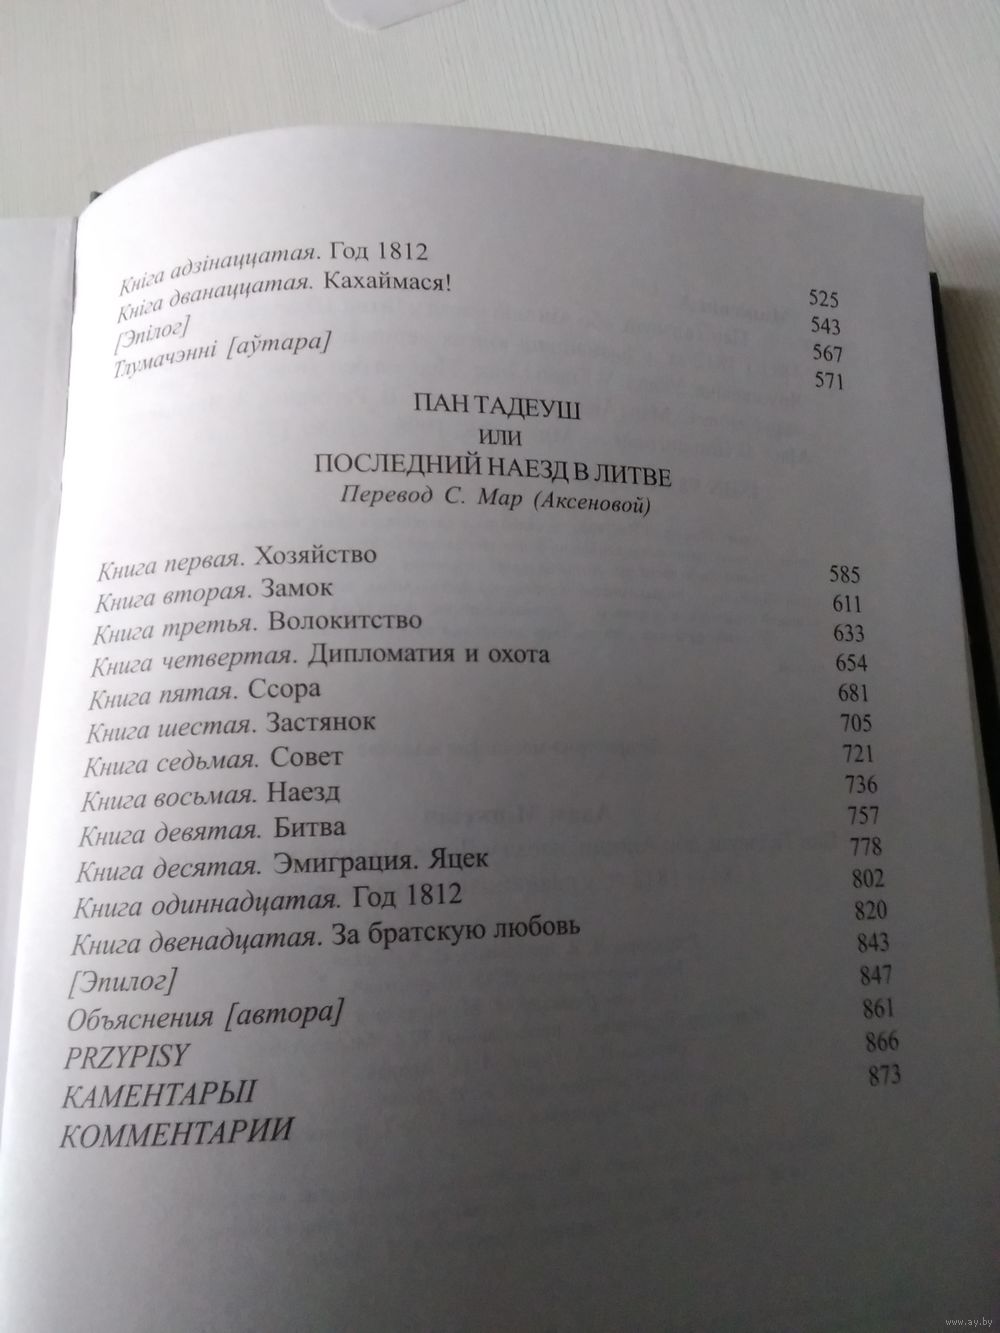 Кніга адзінаццатая. Год 1812 525
Кніга дванаццатая. Кахаймася! 543
[Эпілог] 567
Тлумачэнні [аўтара] 571
ПАН ТАДЕУШ
ИЛИ
ПОСЛЕДНИЙ НАЕЗД В ЛИТВЕ
Перевод С. Мар (Аксеновой)
Книга первая. Хозяйство 585
Книга вторая. Замок 611
Книга третья. Волокитство 633
Книга четвертая. Дипломатия и охота 654
Книга пятая. Ссора 681
Книга шестая. Застянок 705
Книга седьмая. Совет 721
Книга восьмая. Наезд 736
Книга девятая. Битва 757
Книга десятая. Эмиграция. Яцек 778
Книга одиннадцатая. Год 1812 802
Книга двенадцатая. За братскую любовь 820
[Эпилог] 843
Объяснения [автора] 847
PRZYPISY 861
КАМЕНТАРЫІ 866
КОММЕНТАРИИ 873
www.ay.by